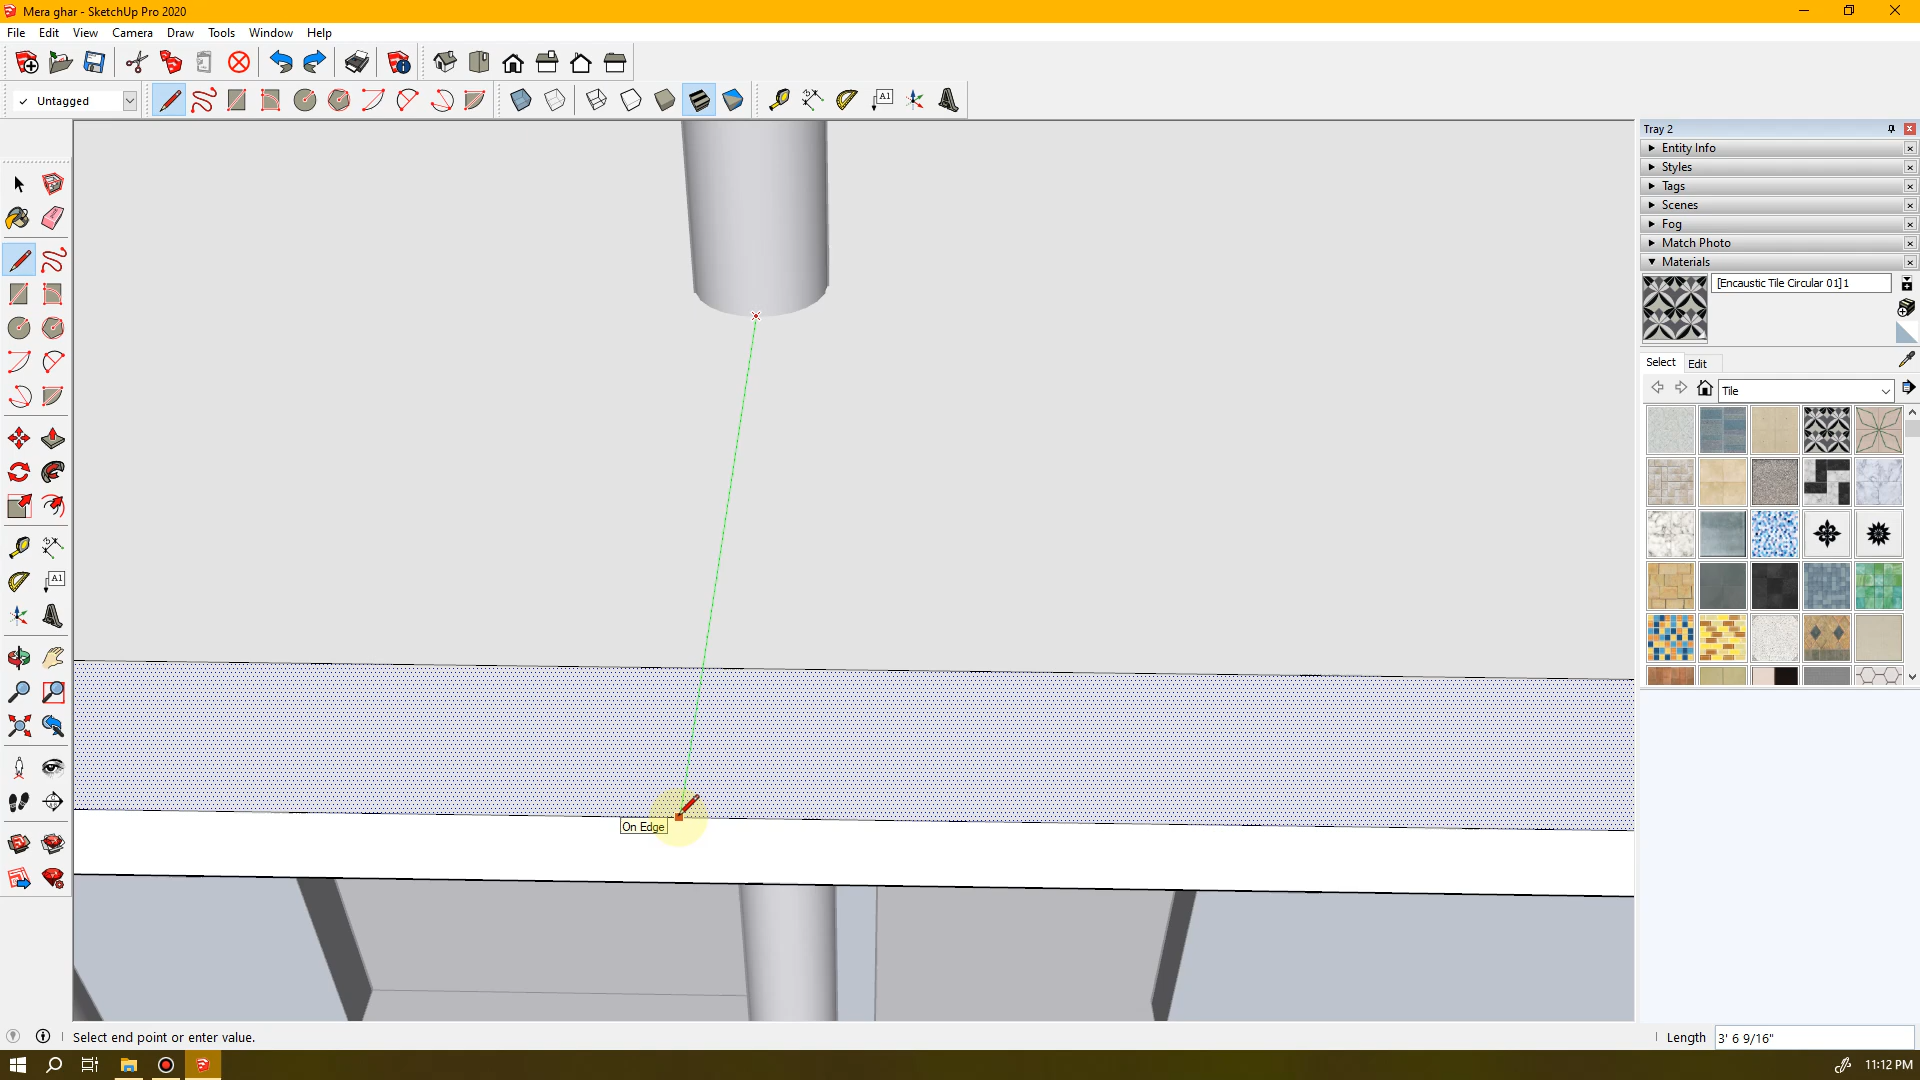 Mera ghar - SketchUp Pro 2020
File Edit View Camera Draw Tools Window Help
Untagged
A1
Tray 2
Entity Info
Styles
Tags
Scenes
Fog
Match Photo
Materials
[Encaustic Tile Circular 01]1
Select Edit
Tile
A1
On Edge
Select end point or enter value.
Length 3' 6 9/16"
11:12 PM